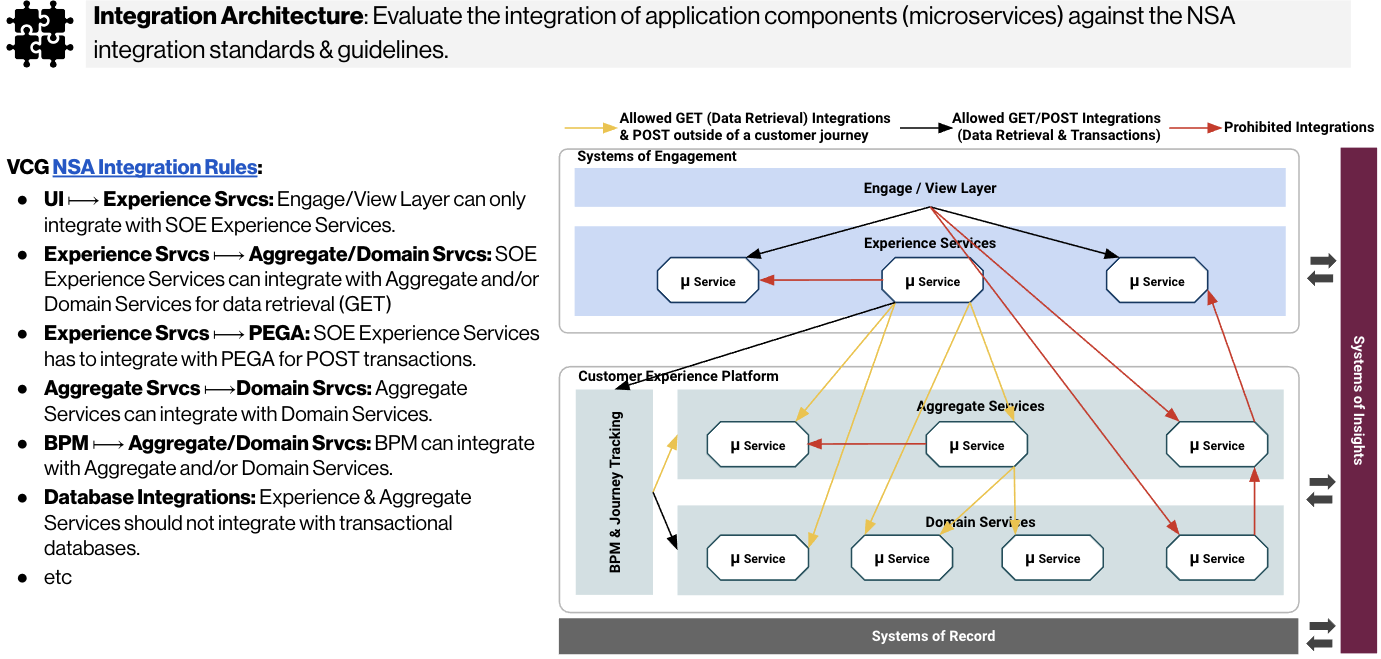 Integration Architecture: Evaluate the integration of application components (microservices) against the NSA
integration standards & guidelines.
VCG NSA Integration Rules:
● UI ⟼ Experience Srvcs: Engage/View Layer can only
integrate with SOE Experience Services.
● Experience Srvcs ⟼ Aggregate/Domain Srvcs: SOE
Experience Services can integrate with Aggregate and/or
Domain Services for data retrieval (GET)
● Experience Srvcs ⟼ PEGA: SOE Experience Services
has to integrate with PEGA for POST transactions.
● Aggregate Srvcs ⟼Domain Srvcs: Aggregate
Services can integrate with Domain Services.
● BPM ⟼ Aggregate/Domain Srvcs: BPM can integrate
with Aggregate and/or Domain Services.
● Database Integrations: Experience & Aggregate
Services should not integrate with transactional
databases.
● etc
Allowed GET (Data Retrieval) Integrations
& POST outside of a customer journey
Allowed GET/POST Integrations
(Data Retrieval & Transactions)
Prohibited Integrations
Systems of Engagement
Engage / View Layer
Experience Services
μ Service
μ Service
μ Service
Customer Experience Platform
BPM & Journey Tracking
Aggregate Services
μ Service
μ Service
μ Service
Domain Services
μ Service
μ Service
μ Service
μ Service
Systems of Record
Systems of Insights